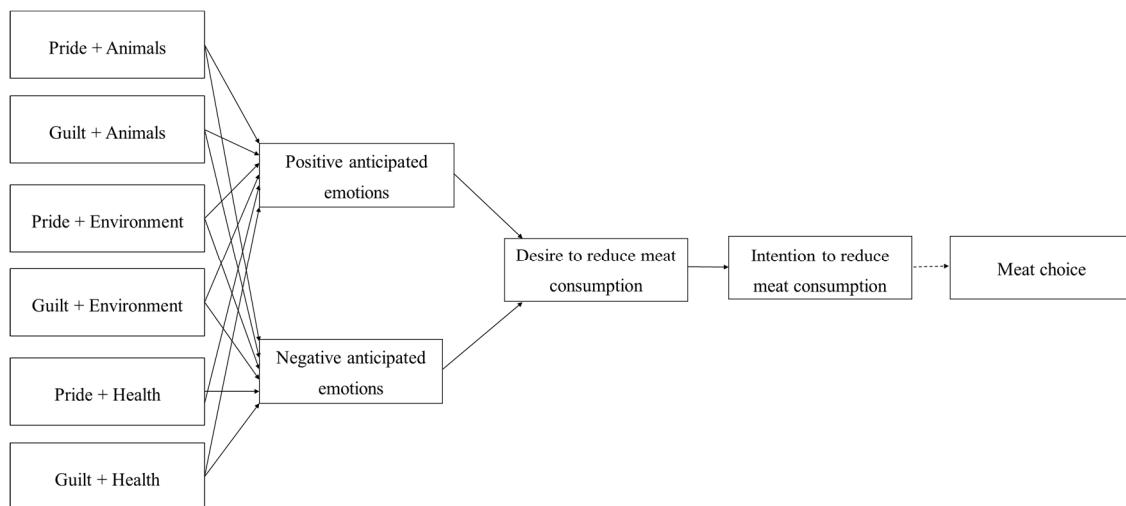 Pride + Animals
Guilt + Animals
Pride + Environment
Guilt + Environment
Pride + Health
Guilt + Health
Positive anticipated
emotions
Negative anticipated
emotions
Desire to reduce meat
consumption
Intention to reduce
meat consumption
Meat choice